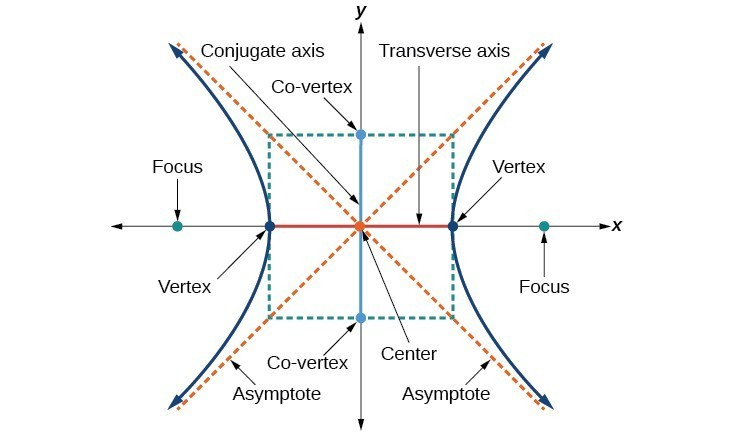 y
Conjugate axis
Transverse axis
Co-vertex
Focus
Vertex
x
Vertex
Focus
Co-vertex
Center
Asymptote
Asymptote